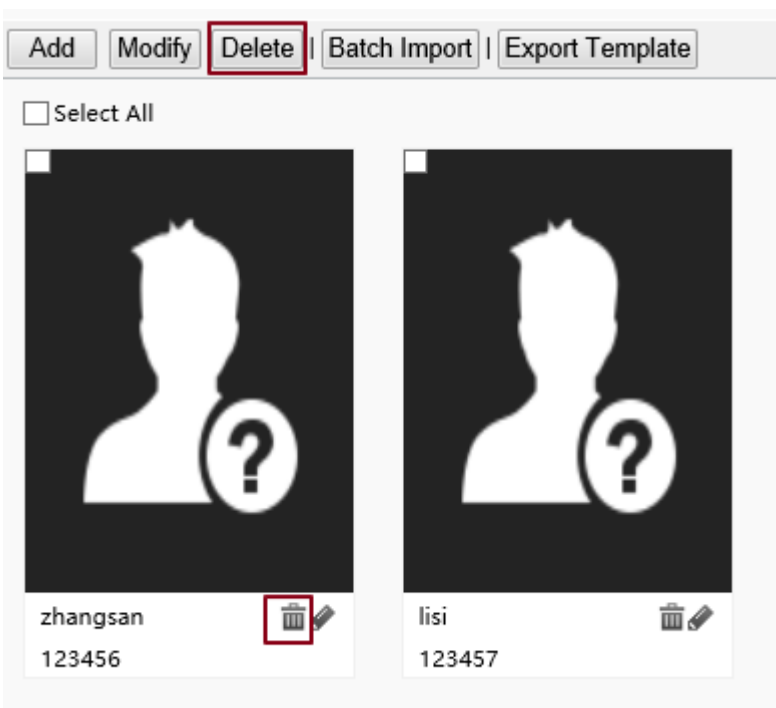 Add Modify Delete | Batch Import | Export Template
Select All
? ?
zhangsan lisi
123456 123457